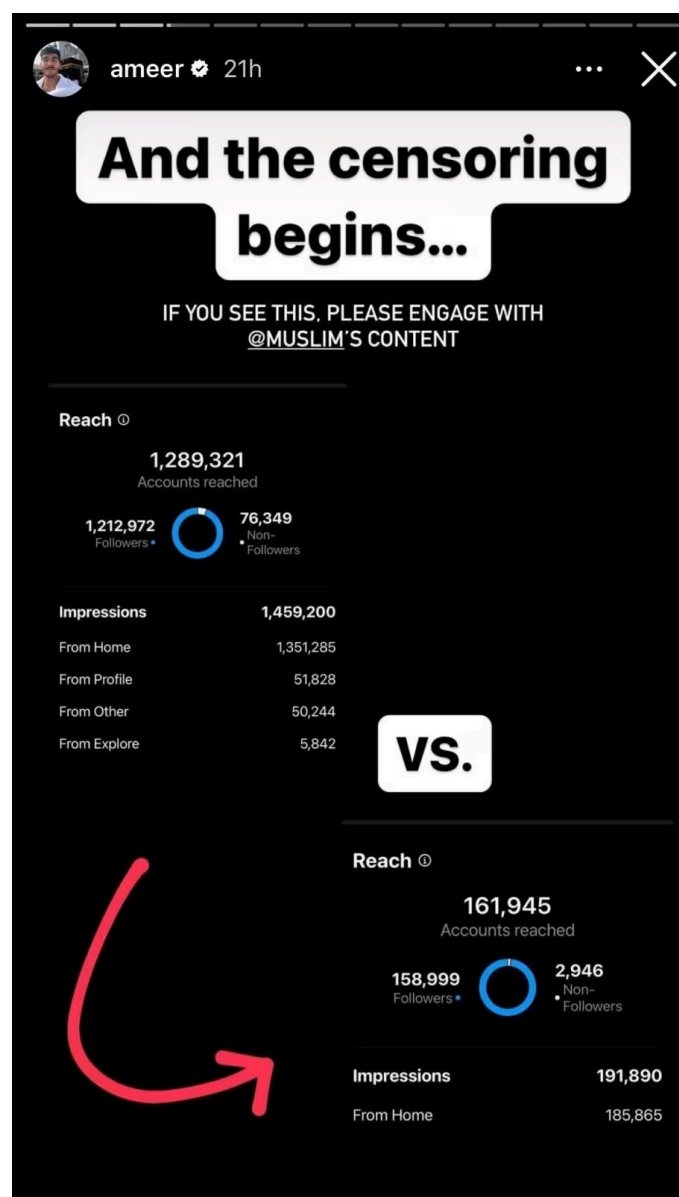 ameer 21h
And the censoring
begins...
IF YOU SEE THIS, PLEASE ENGAGE WITH
@MUSLIM'S CONTENT
Reach
1,289,321
Accounts reached
1,212,972
Followers
76,349
Non-
Followers
Impressions 1,459,200
From Home 1,351,285
From Profile 51,828
From Other 50,244
From Explore 5,842
VS.
Reach
161,945
Accounts reached
158,999
Followers
2,946
Non-
Followers
Impressions 191,890
From Home 185,865